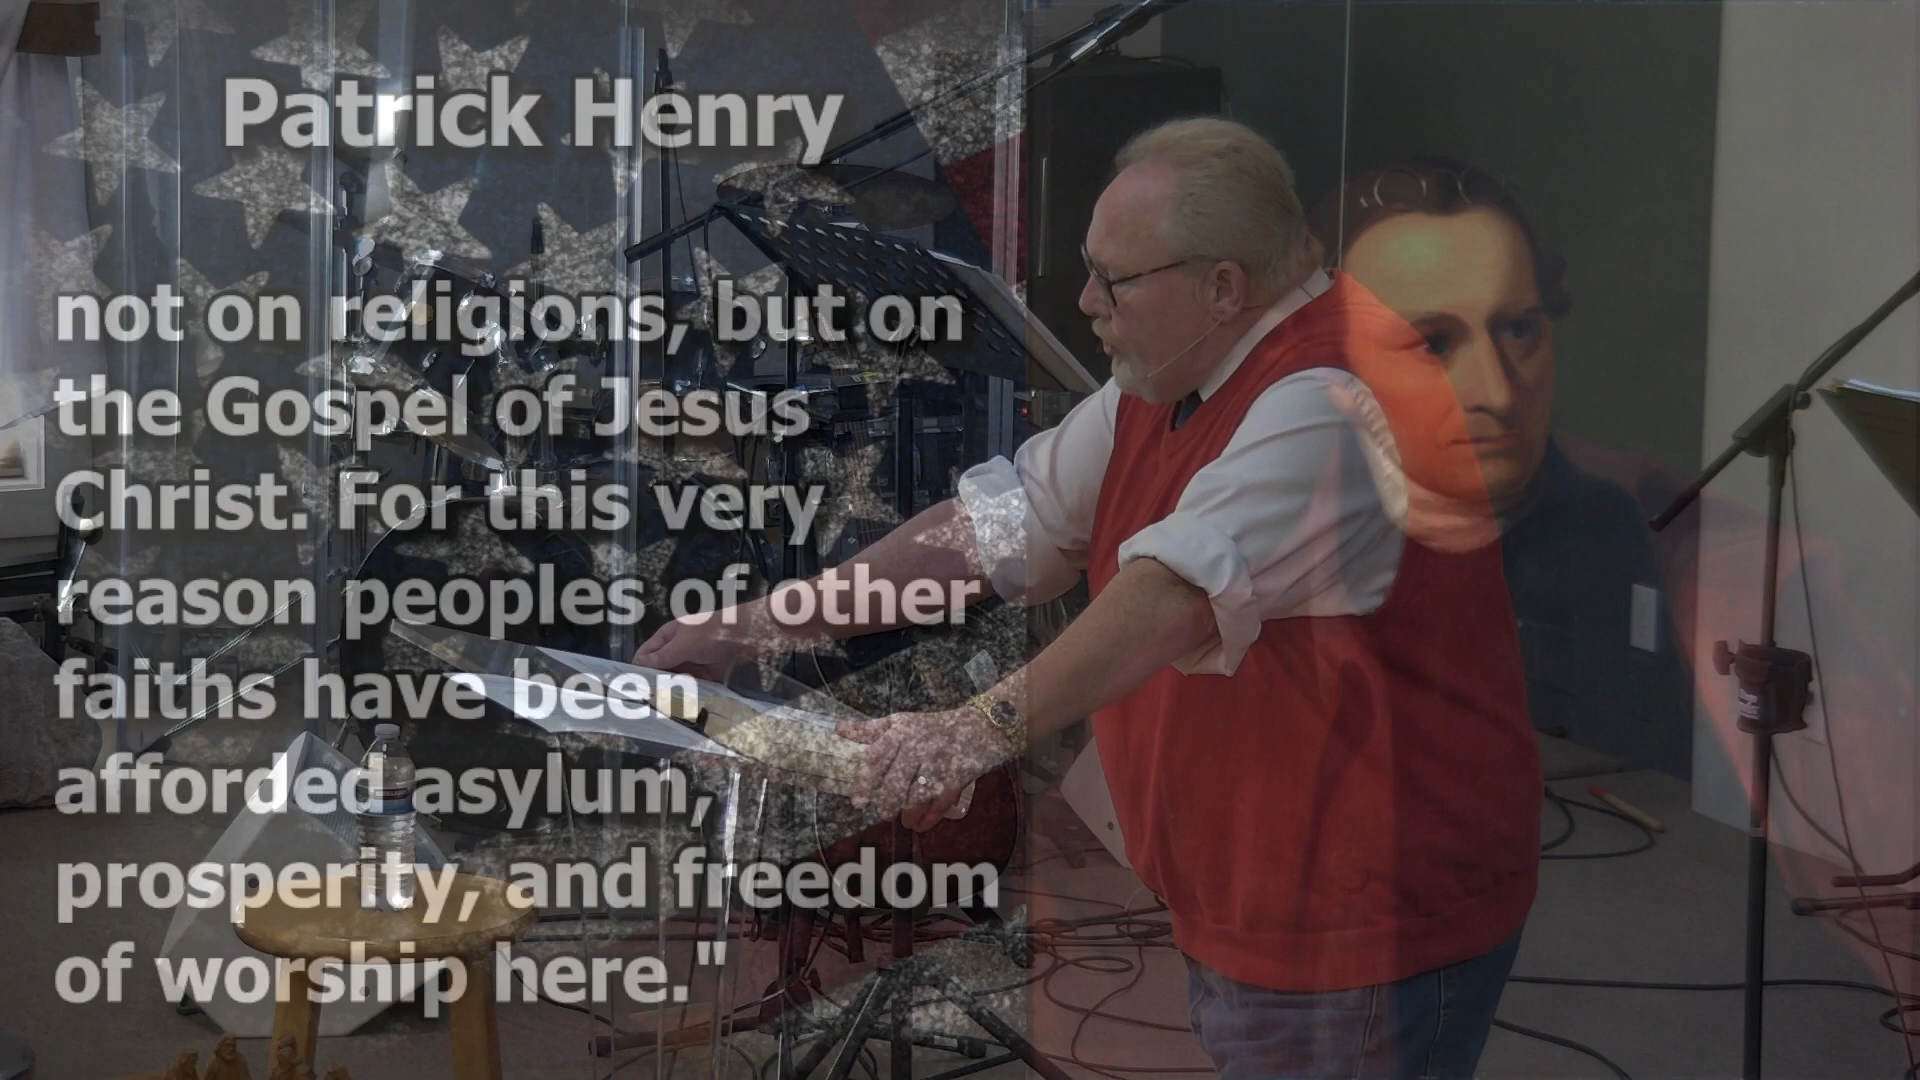 Patrick Henry
not on religions, but on
the Gospel of Jesus
Christ. For this very
reason peoples of other
faiths have been
afforded asylum,
prosperity, and freedom
of worship here."